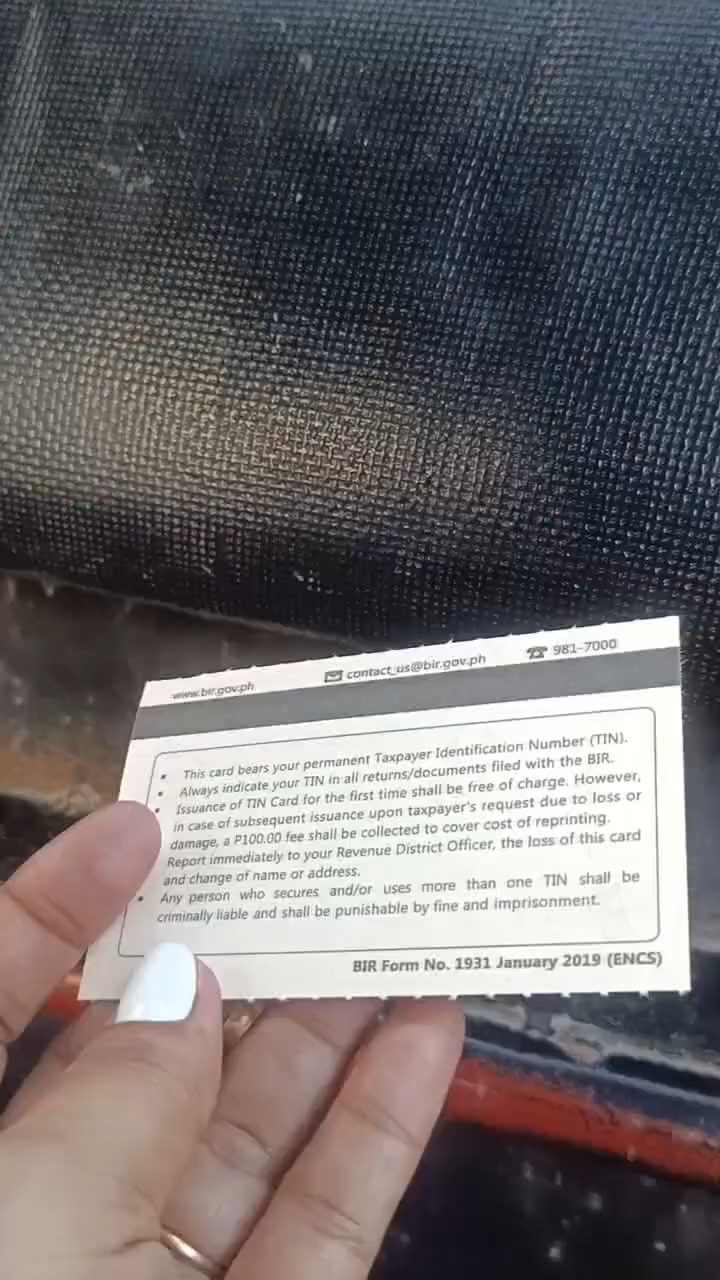 www.bir.gov.ph contact_us@bir.gov.ph 981-7000
• This card bears your permanent Taxpayer Identification Number (TIN).
• Always indicate your TIN in all returns/documents filed with the BIR.
• Issuance of TIN Card for the first time shall be free of charge. However,
in case of subsequent issuance upon taxpayer's request due to loss or
damage, a P100.00 fee shall be collected to cover cost of reprinting.
Report immediately to your Revenue District Officer, the loss of this card
and change of name or address.
• Any person who secures and/or uses more than one TIN shall be
criminally liable and shall be punishable by fine and imprisonment.
BIR Form No. 1931 January 2019 (ENCS)